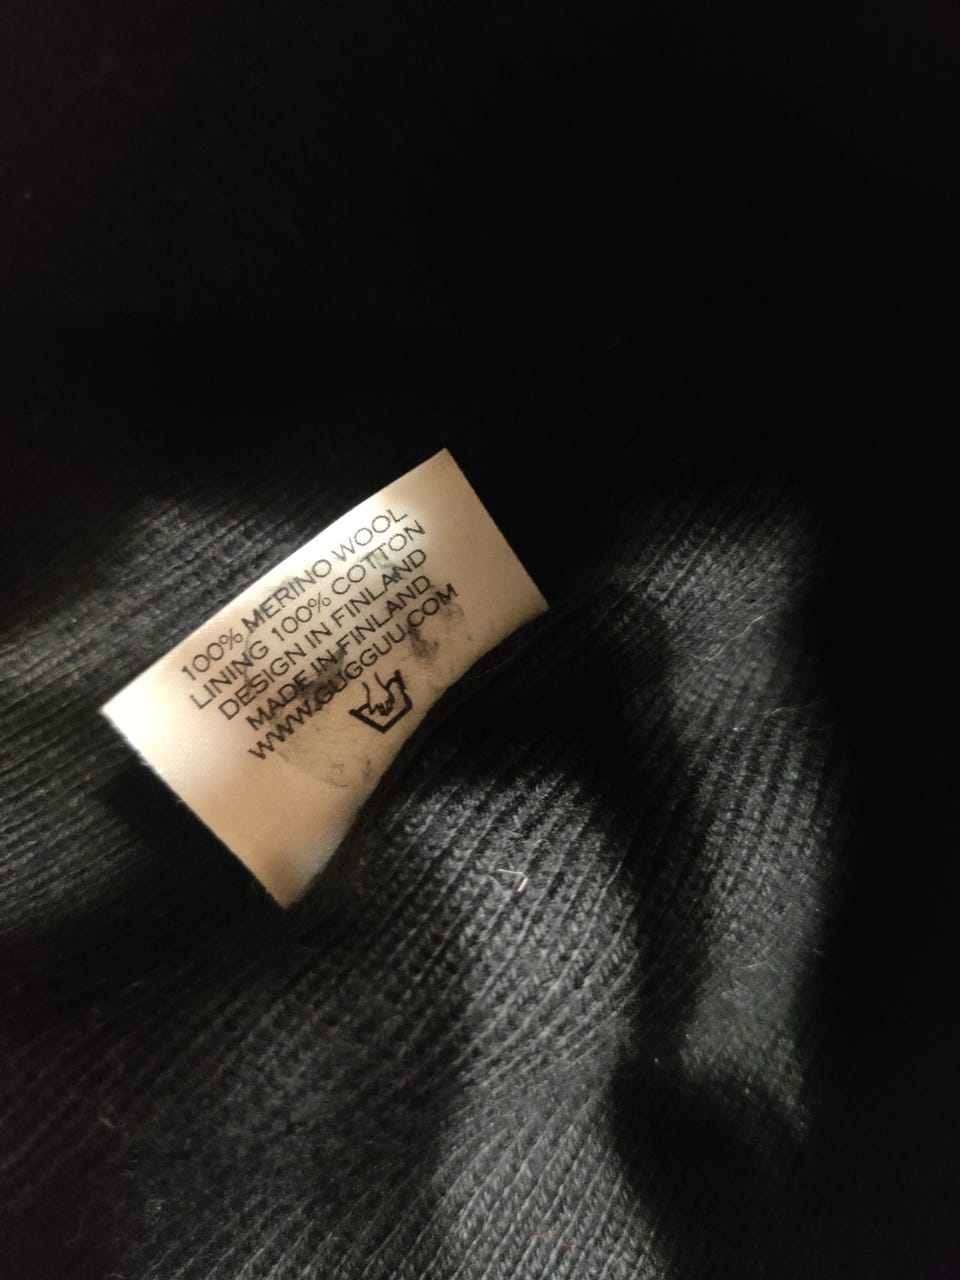 100% MERINO WOOL
LINING 100% COTTON
DESIGN IN FINLAND
MADE IN FINLAND
WWW.GUGGUU.COM